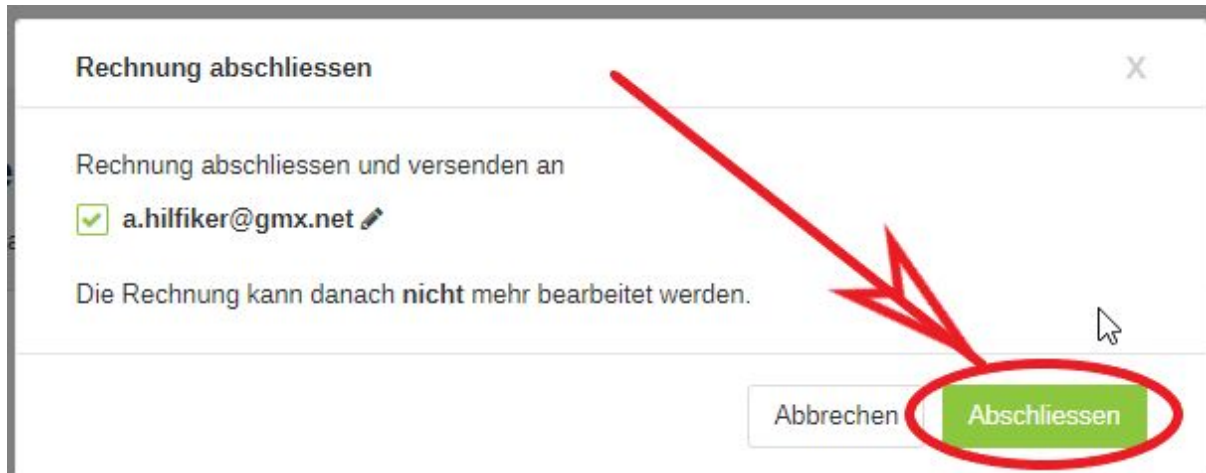 Rechnung abschliessen X
Rechnung abschliessen und versenden an
a.hilfiker@gmx.net
Die Rechnung kann danach nicht mehr bearbeitet werden.
Abbrechen Abschliessen